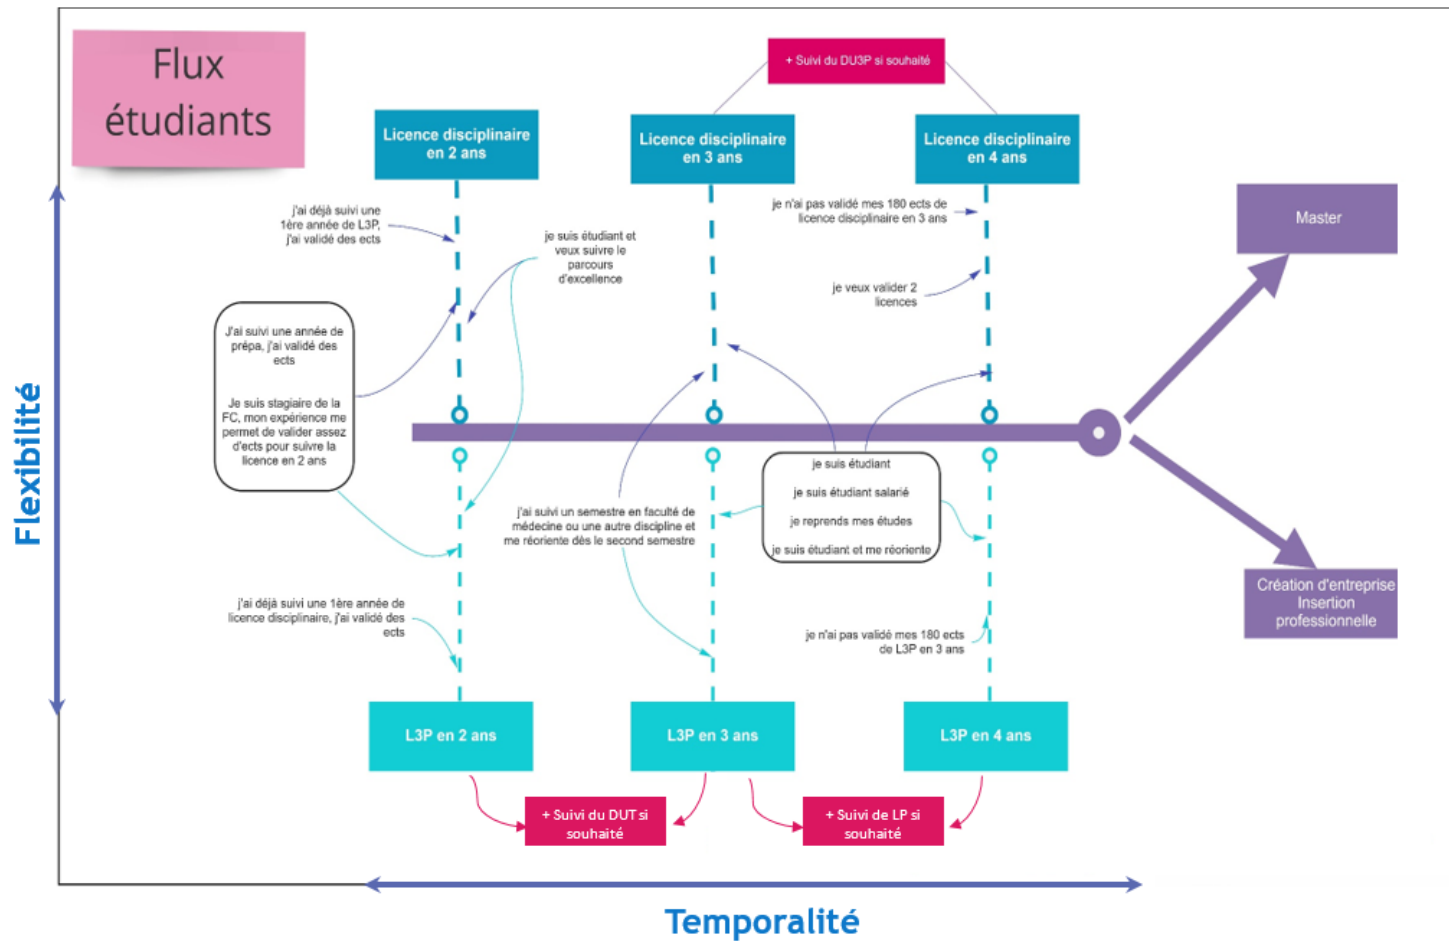 Flux
étudiants
+ Suivi du DU3P si souhaité
Licence disciplinaire
en 2 ans
Licence disciplinaire
en 3 ans
Licence disciplinaire
en 4 ans
j'ai déjà suivi une
1ère année de L3P,
j'ai validé des ects
je suis étudiant et
veux suivre le
parcours
d'excellence
je n'ai pas validé mes 180 ects de
licence disciplinaire en 3 ans
je veux valider 2
licences
Master
J'ai suivi une année de
prépa, j'ai validé des
ects
Je suis stagiaire de la
FC, mon expérience me
permet de valider assez
d'ects pour suivre la
licence en 2 ans
Flexibilité
je suis étudiant
je suis étudiant salarié
je reprends mes études
je suis étudiant et me réoriente
j'ai suivi un semestre en faculté de
médecine ou une autre discipline et
me réoriente dès le second semestre
j'ai déjà suivi une 1ère année de
licence disciplinaire, j'ai validé des
ects
je n'ai pas validé mes 180 ects
de L3P en 3 ans
Création d'entreprise
Insertion
professionnelle
L3P en 2 ans
L3P en 3 ans
L3P en 4 ans
+ Suivi du DUT si
souhaité
+ Suivi de LP si
souhaité
Temporalité